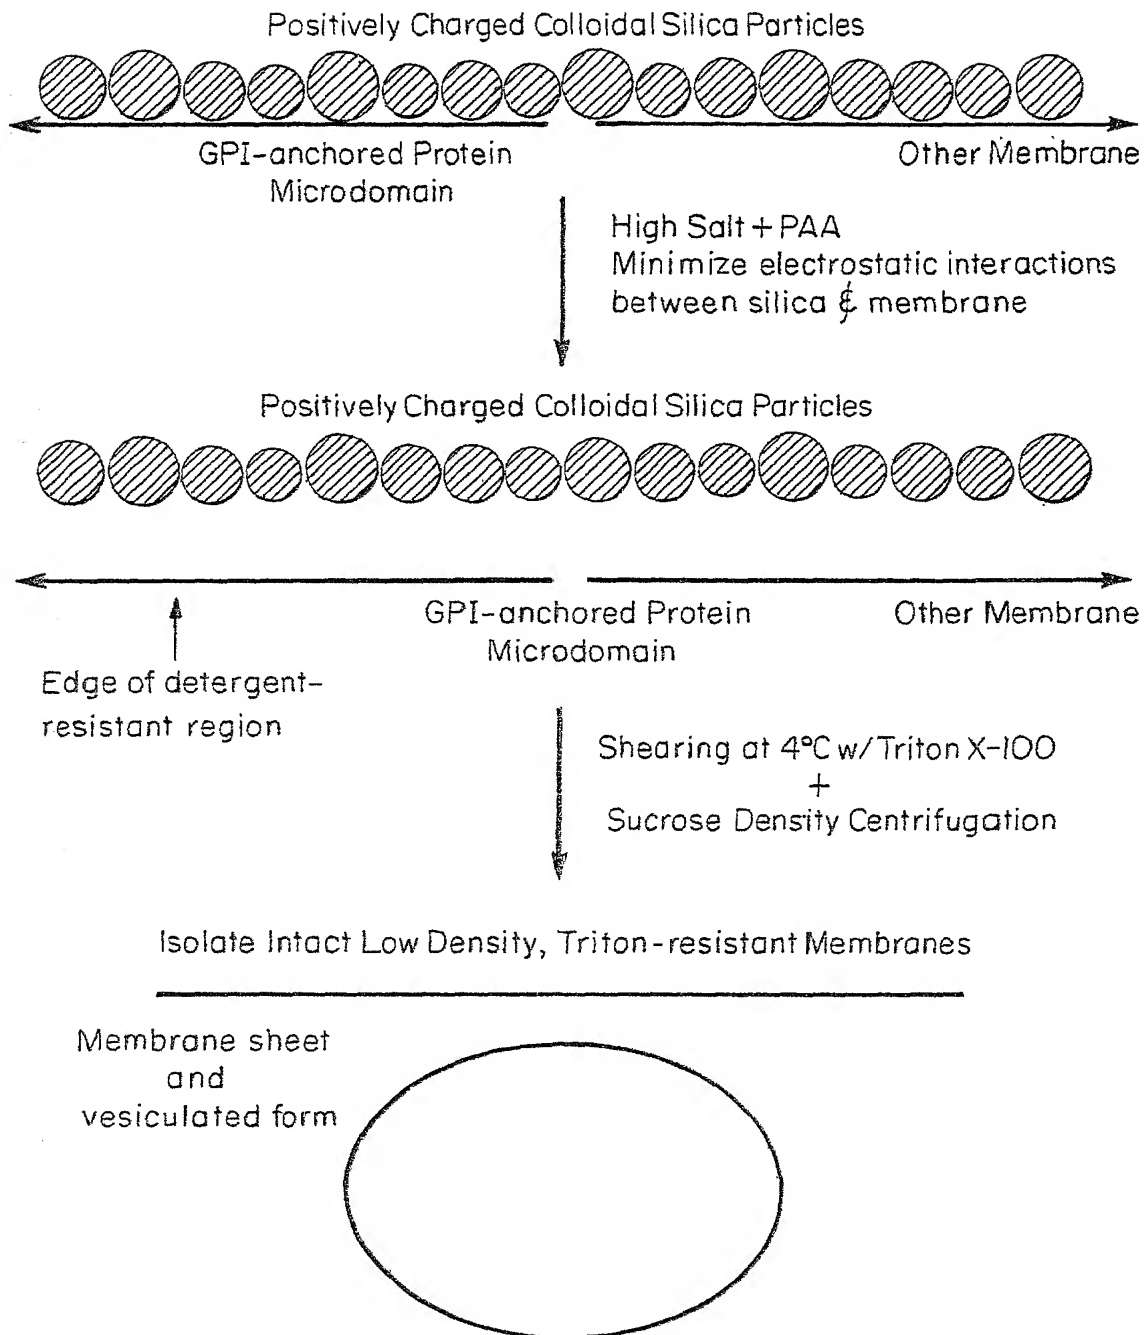 Positively Charged Colloidal Silica Particles
GPI-anchored Protein
Microdomain
Other Membrane
High Salt + PAA
Minimize electrostatic interactions
between silica & membrane
Positively Charged Colloidal Silica Particles
GPI-anchored Protein
Microdomain
Other Membrane
Edge of detergent-
resistant region
Shearing at 4°C w/Triton X-100
+
Sucrose Density Centrifugation
Isolate Intact Low Density, Triton-resistant Membranes
Membrane sheet
and
vesiculated form